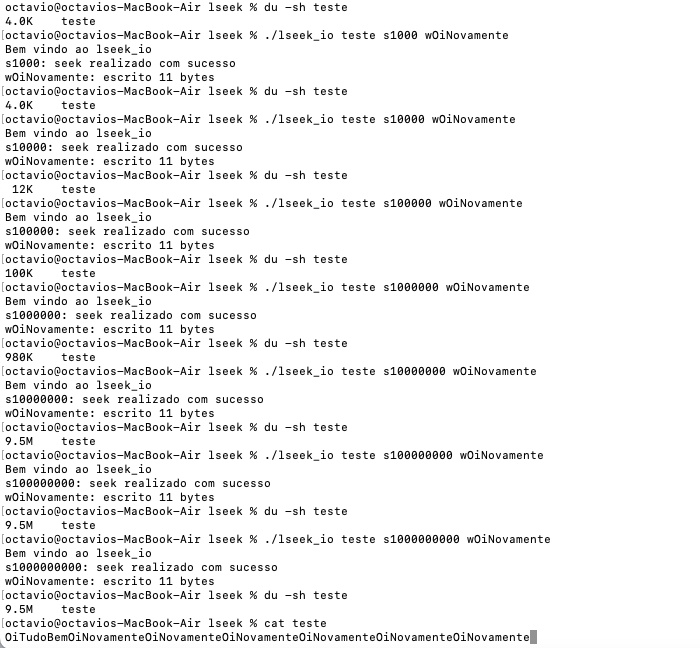 octavio@octavios-MacBook-Air lseek % du -sh teste
4.0K    teste
[octavio@octavios-MacBook-Air lseek % ./lseek_io teste s1000 wOiNovamente
Bem vindo ao lseek_io
s1000: seek realizado com sucesso
wOiNovamente: escrito 11 bytes
[octavio@octavios-MacBook-Air lseek % du -sh teste
4.0K    teste
[octavio@octavios-MacBook-Air lseek % ./lseek_io teste s10000 wOiNovamente
Bem vindo ao lseek_io
s10000: seek realizado com sucesso
wOiNovamente: escrito 11 bytes
[octavio@octavios-MacBook-Air lseek % du -sh teste
 12K    teste
[octavio@octavios-MacBook-Air lseek % ./lseek_io teste s100000 wOiNovamente
Bem vindo ao lseek_io
s100000: seek realizado com sucesso
wOiNovamente: escrito 11 bytes
[octavio@octavios-MacBook-Air lseek % du -sh teste
100K    teste
[octavio@octavios-MacBook-Air lseek % ./lseek_io teste s1000000 wOiNovamente
Bem vindo ao lseek_io
s1000000: seek realizado com sucesso
wOiNovamente: escrito 11 bytes
[octavio@octavios-MacBook-Air lseek % du -sh teste
980K    teste
[octavio@octavios-MacBook-Air lseek % ./lseek_io teste s10000000 wOiNovamente
Bem vindo ao lseek_io
s10000000: seek realizado com sucesso
wOiNovamente: escrito 11 bytes
[octavio@octavios-MacBook-Air lseek % du -sh teste
9.5M    teste
[octavio@octavios-MacBook-Air lseek % ./lseek_io teste s100000000 wOiNovamente
Bem vindo ao lseek_io
s100000000: seek realizado com sucesso
wOiNovamente: escrito 11 bytes
[octavio@octavios-MacBook-Air lseek % du -sh teste
9.5M    teste
[octavio@octavios-MacBook-Air lseek % ./lseek_io teste s1000000000 wOiNovamente
Bem vindo ao lseek_io
s1000000000: seek realizado com sucesso
wOiNovamente: escrito 11 bytes
[octavio@octavios-MacBook-Air lseek % du -sh teste
9.5M    teste
[octavio@octavios-MacBook-Air lseek % cat teste
OiTudoBemOiNovamenteOiNovamenteOiNovamenteOiNovamenteOiNovamenteOiNovamente